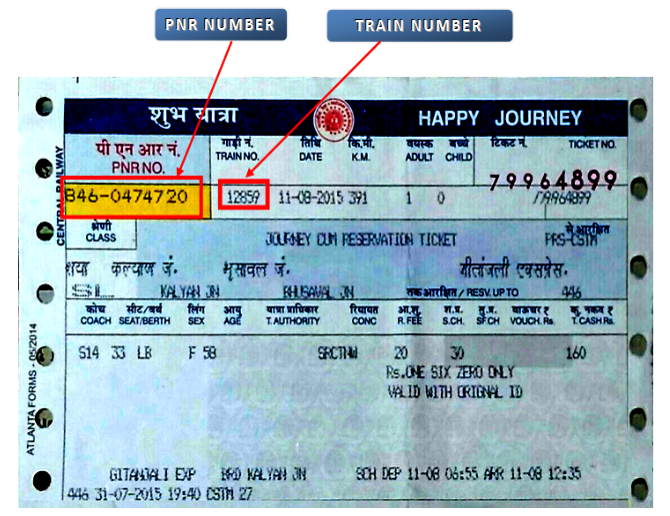 PNR NUMBER TRAIN NUMBER
शुभ यात्रा HAPPY JOURNEY
पी एन आर नं. गाड़ी नं. तिथि कि.मी. वयस्क बच्चे टिकट नं. TICKET NO.
PNR NO. TRAIN NO. DATE K.M. ADULT CHILD
79964899
846-0474720 12859 11-08-2015 391 1 0 79964899
CENTRAL RAILWAY
श्रेणी से आरक्षित
CLASS JOURNEY CUM RESERVATION TICKET PRS-CSTM
शया कल्याण जं. भुसावल जं. गीतांजली एक्सप्रेस.
SL KALYAN JN BHUSAVAL JN तक आरक्षित / RESV. UP TO 446
कोच सीट/बर्थ लिंग आयु यात्रा प्राधिकार रियायत आ.शु. सु.प्र. वाऊचर ₹ कु. नकद ₹
COACH SEAT/BERTH SEX AGE T.AUTHORITY CONC R.FEE S.CH. SF.CH VOUCH. Rs. T.CASH Rs.
S14 33 LB F 58 SRCTNW 20 30 160
Rs.ONE SIX ZERO ONLY
VALID WITH ORIGNAL ID
ATLANTA FORMS - 05/2014
GITANJALI EXP BRD KALYAN JN SCH DEP 11-08 06:55 ARR 11-08 12:35
446 31-07-2015 19:40 CSTM 27